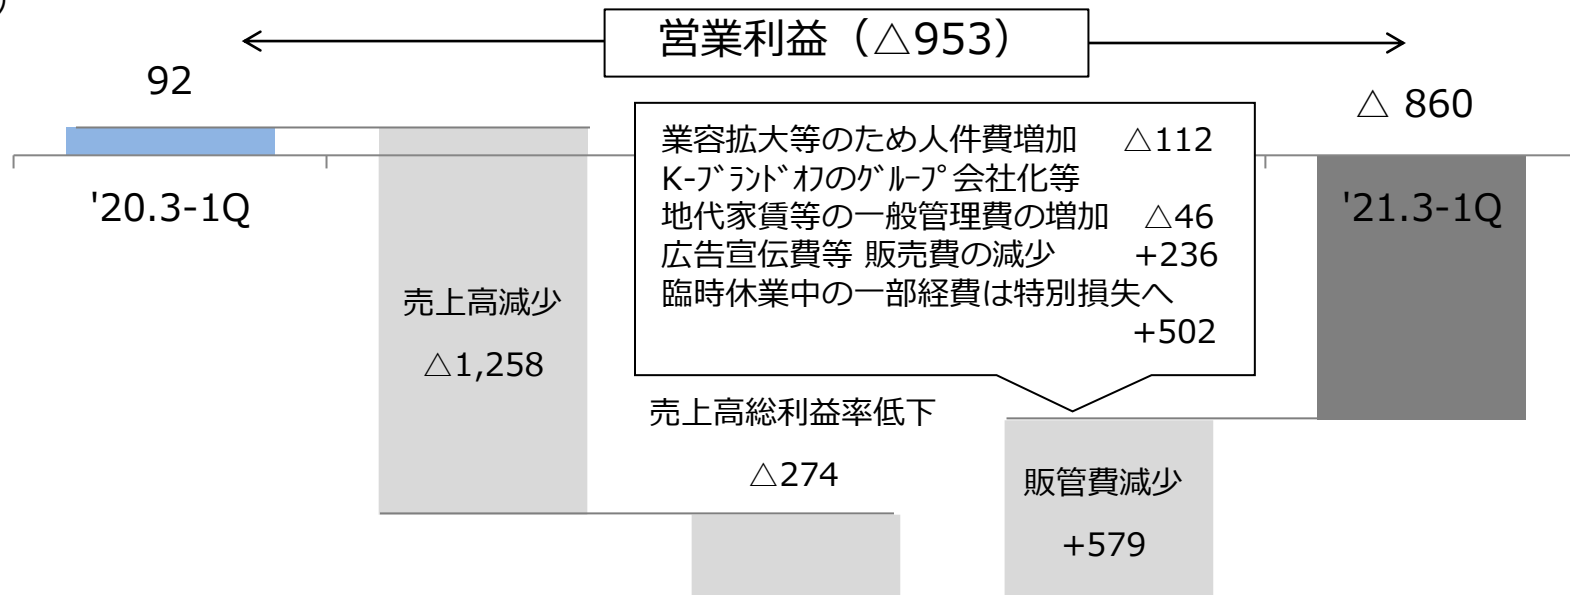 )
営業利益（△953）
92
△ 860
業容拡大等のため人件費増加 △112
K-ﾌﾞﾗﾝﾄﾞｵﾌのｸﾞﾙｰﾌﾟ会社化等
地代家賃等の一般管理費の増加 △46
広告宣伝費等 販売費の減少 +236
臨時休業中の一部経費は特別損失へ
+502
'20.3-1Q
'21.3-1Q
売上高減少
△1,258
売上高総利益率低下
△274
販管費減少
+579